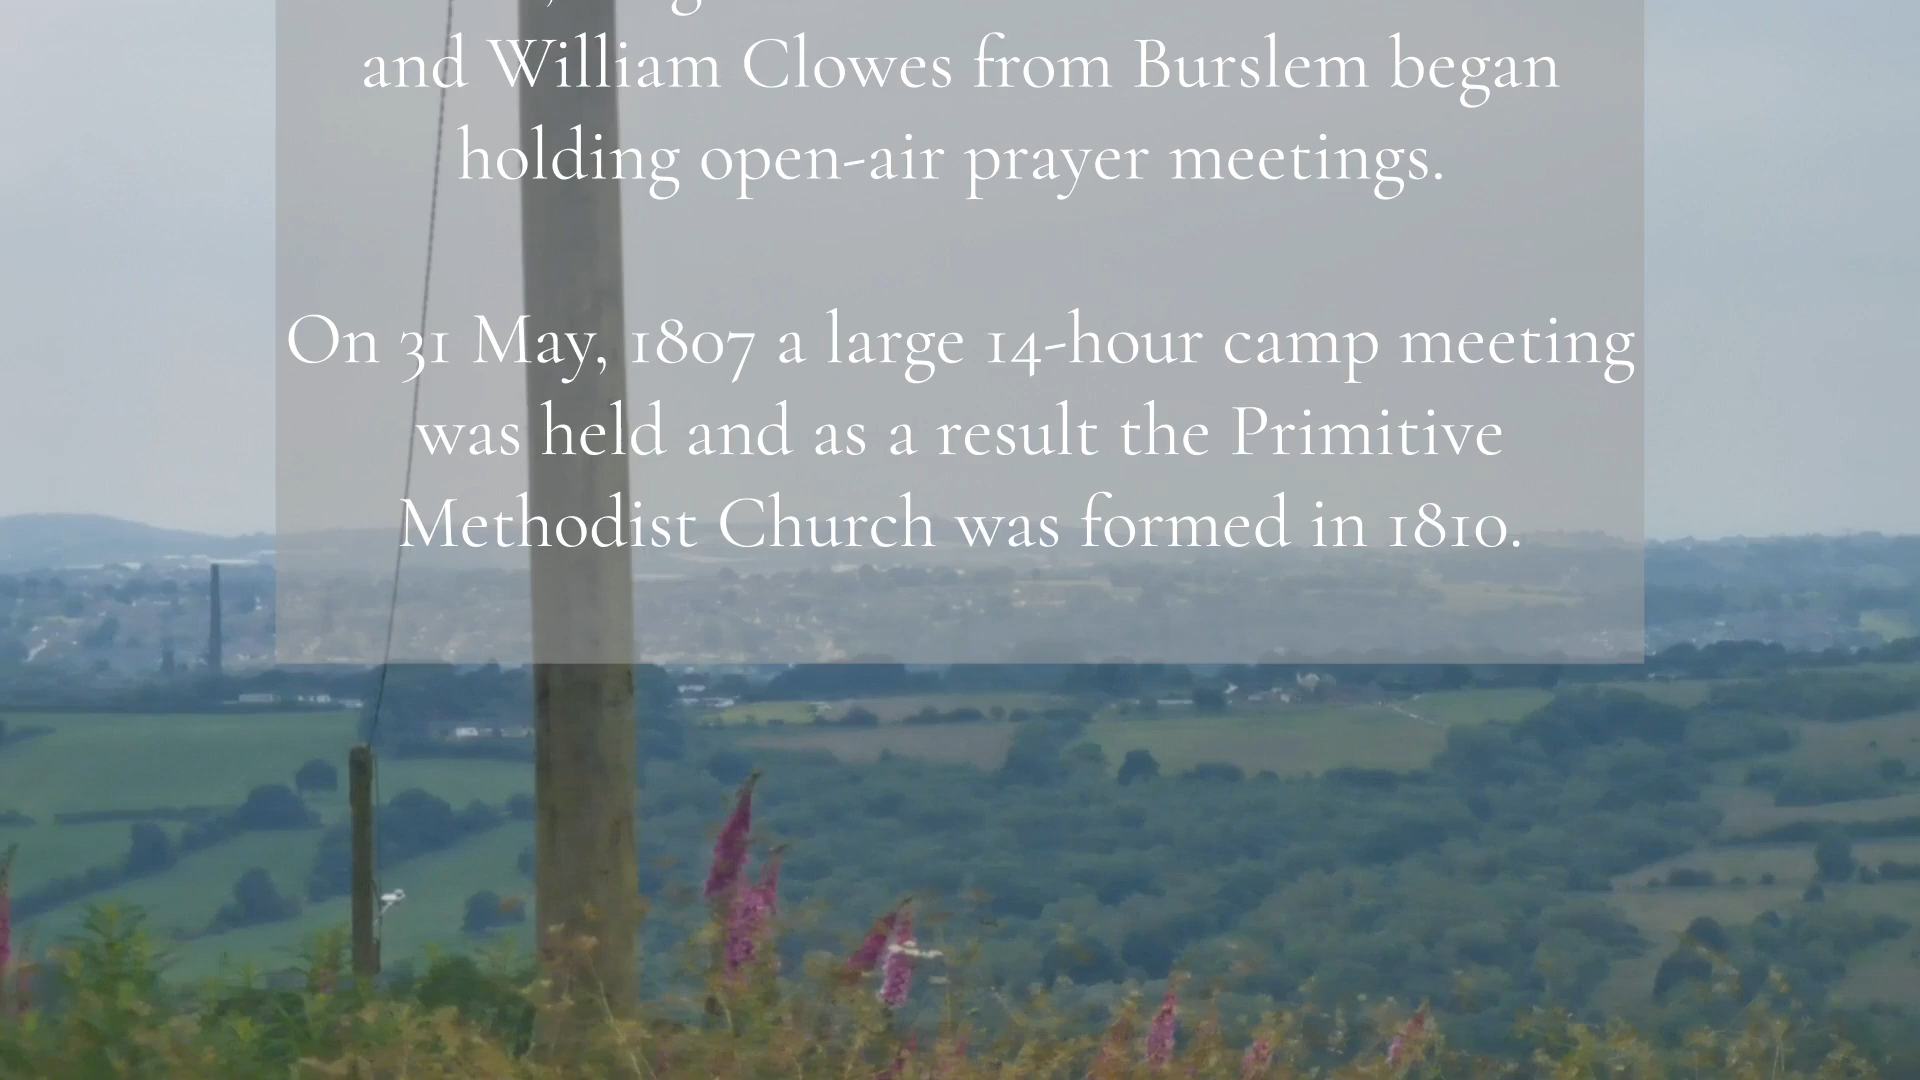 and William Clowes from Burslem began
holding open-air prayer meetings.
On 31 May, 1807 a large 14-hour camp meeting
was held and as a result the Primitive
Methodist Church was formed in 1810.